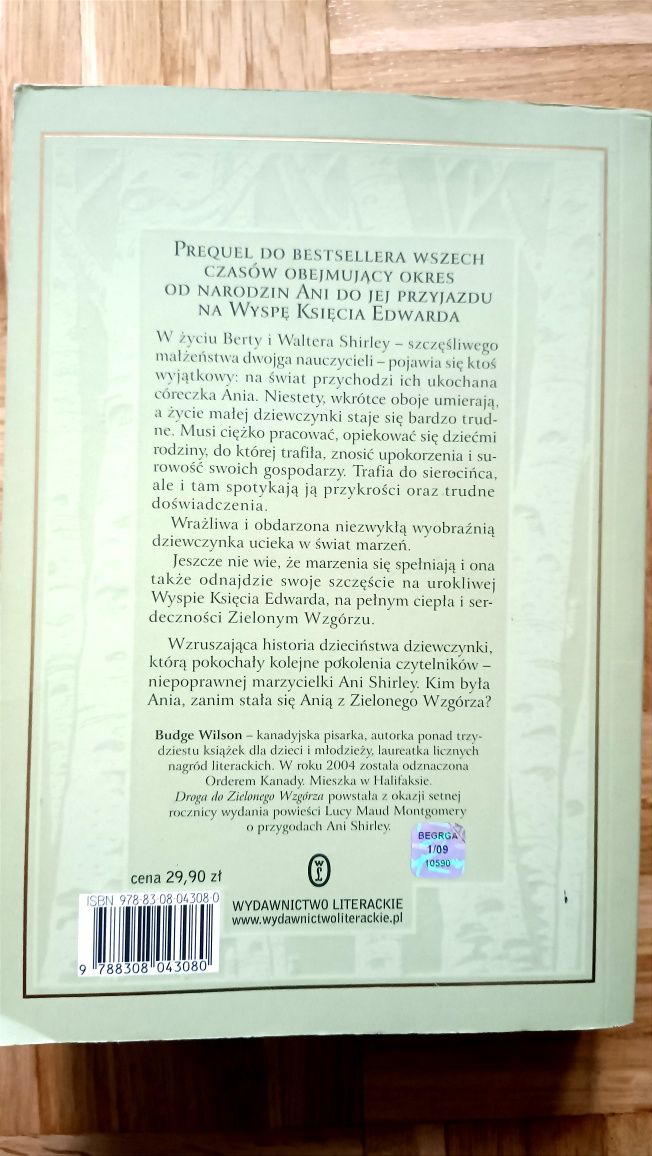 PREQUEL DO BESTSELLERA WSZECH
CZASÓW OBEJMUJĄCY OKRES
OD NARODZIN ANI DO JEJ PRZYJAZDU
NA WYSPĘ KSIĘCIA EDWARDA
W życiu Berty i Waltera Shirley – szczęśliwego
małżeństwa dwojga nauczycieli – pojawia się ktoś
wyjątkowy: na świat przychodzi ich ukochana
córeczka Ania. Niestety, wkrótce oboje umierają,
a życie małej dziewczynki staje się bardzo trud-
ne. Musi ciężko pracować, opiekować się dziećmi
rodziny, do której trafiła, znosić upokorzenia i su-
rowość swoich gospodarzy. Trafia do sierocińca,
ale i tam spotykają ją przykrości oraz trudne
doświadczenia.
Wrażliwa i obdarzona niezwykłą wyobraźnią
dziewczynka ucieka w świat marzeń.
Jeszcze nie wie, że marzenia się spełniają i ona
także odnajdzie swoje szczęście na urokliwej
Wyspie Księcia Edwarda, na pełnym ciepła i ser-
deczności Zielonym Wzgórzu.
Wzruszająca historia dzieciństwa dziewczynki,
którą pokochały kolejne pokolenia czytelników –
niepoprawnej marzycielki Ani Shirley. Kim była
Ania, zanim stała się Anią z Zielonego Wzgórza?
Budge Wilson – kanadyjska pisarka, autorka ponad trzy-
dziestu książek dla dzieci i młodzieży, laureatka licznych
nagród literackich. W roku 2004 została odznaczona
Orderem Kanady. Mieszka w Halifaksie.
Droga do Zielonego Wzgórza powstała z okazji setnej
rocznicy wydania powieści Lucy Maud Montgomery
o przygodach Ani Shirley.
BEGRGA
1/09
10590
cena 29,90 zł
ISBN 978-83-08-04308-0
9 788308 043080
WYDAWNICTWO LITERACKIE
www.wydawnictwoliterackie.pl